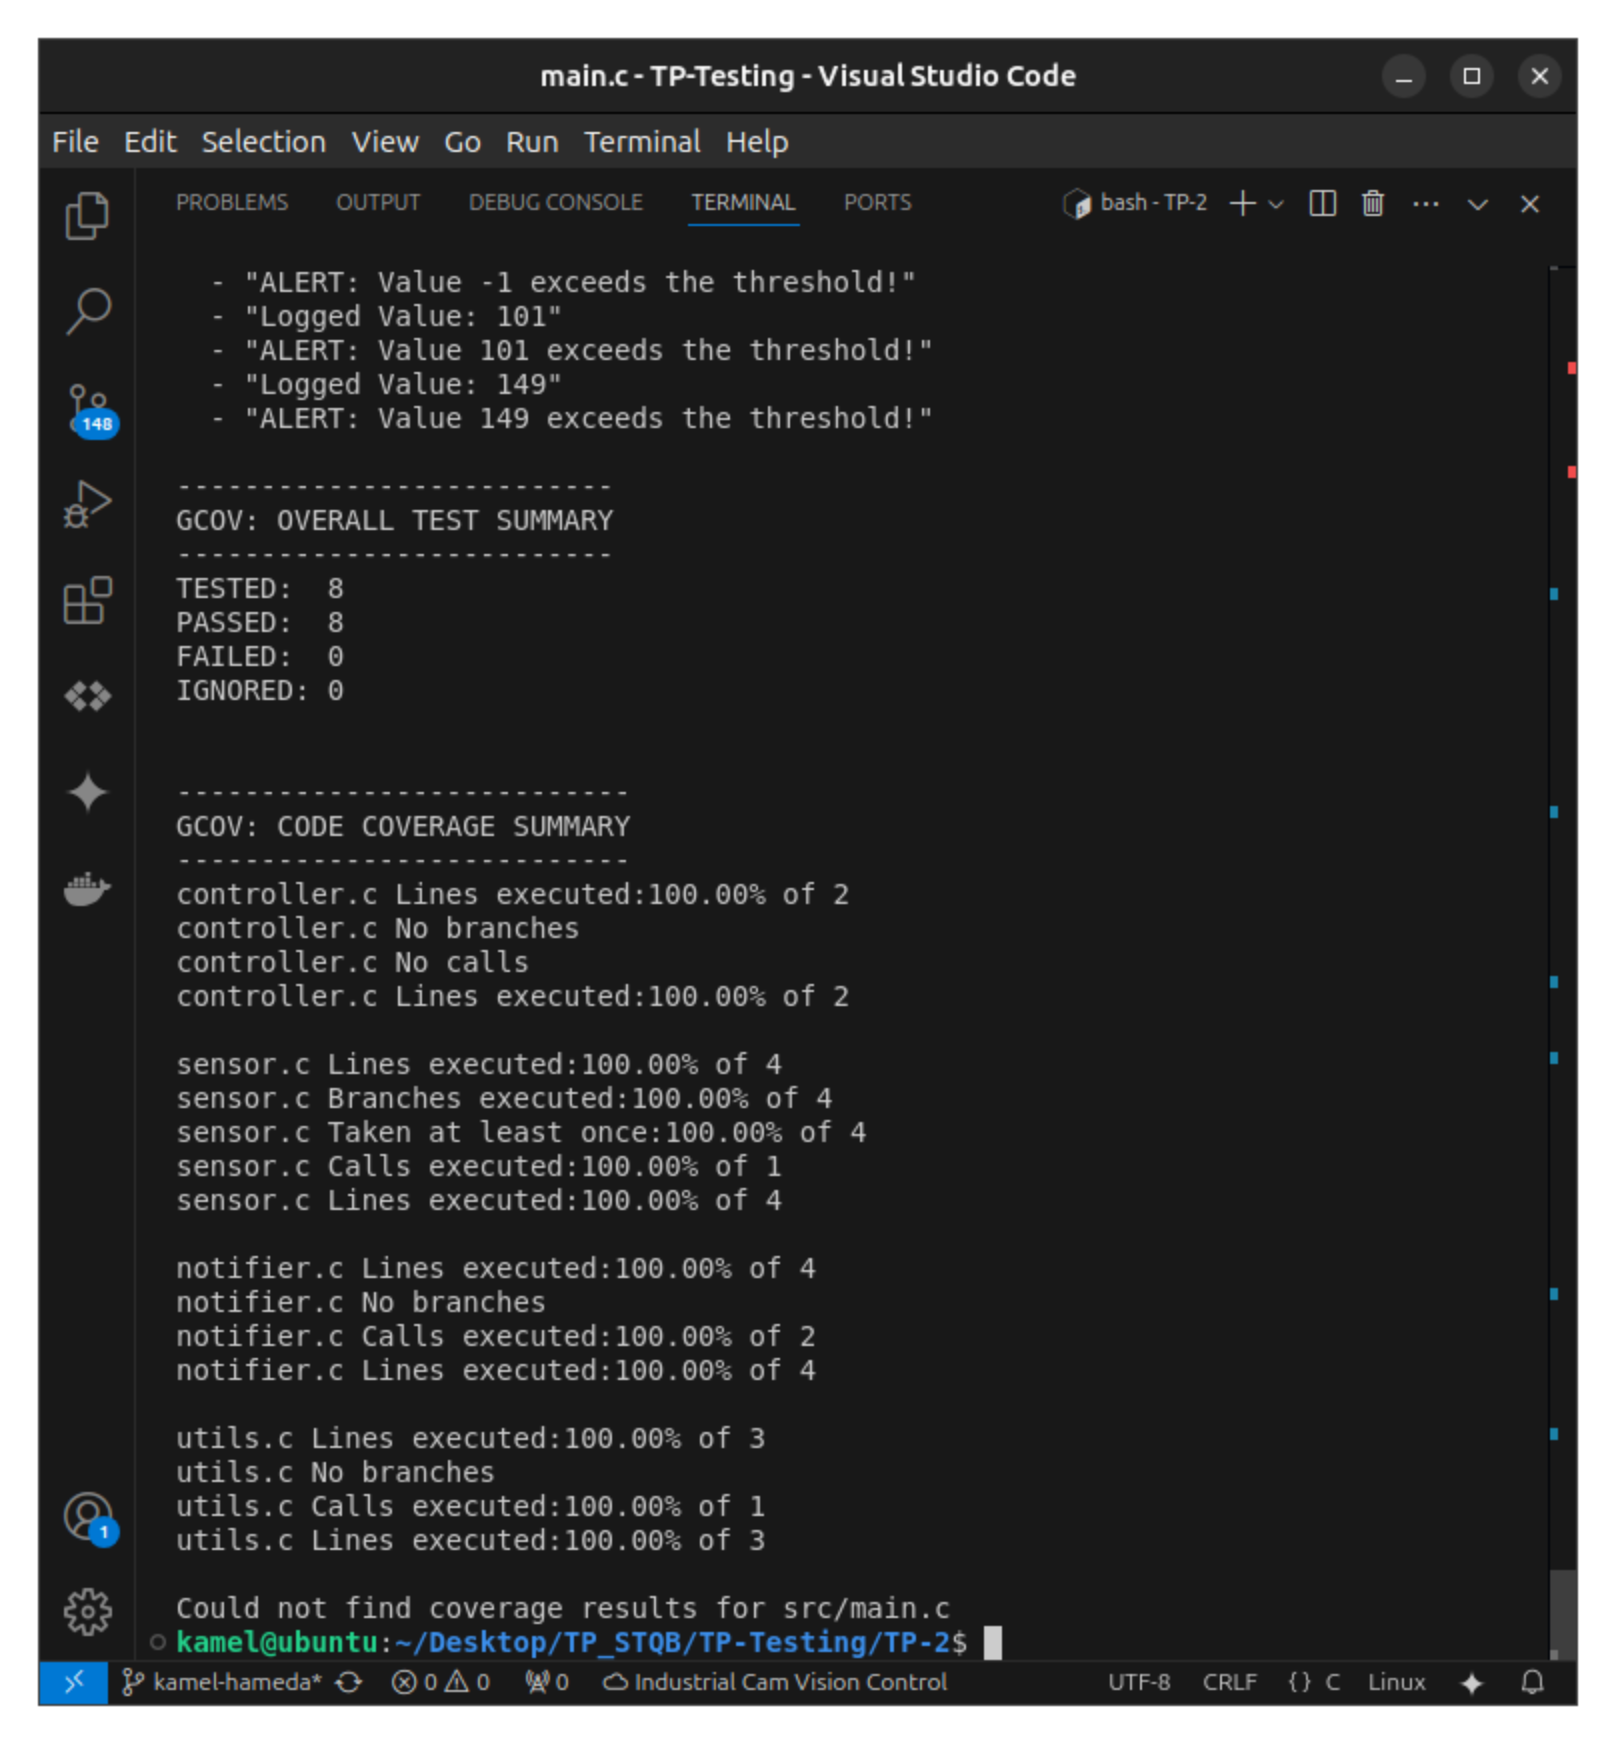 main.c - TP-Testing - Visual Studio Code
File Edit Selection View Go Run Terminal Help
PROBLEMS OUTPUT DEBUG CONSOLE TERMINAL PORTS bash - TP-2
- "ALERT: Value -1 exceeds the threshold!"
- "Logged Value: 101"
- "ALERT: Value 101 exceeds the threshold!"
- "Logged Value: 149"
- "ALERT: Value 149 exceeds the threshold!"
148
--------------------------
GCOV: OVERALL TEST SUMMARY
--------------------------
TESTED:  8
PASSED:  8
FAILED:  0
IGNORED: 0
---------------------------
GCOV: CODE COVERAGE SUMMARY
---------------------------
controller.c Lines executed:100.00% of 2
controller.c No branches
controller.c No calls
controller.c Lines executed:100.00% of 2
sensor.c Lines executed:100.00% of 4
sensor.c Branches executed:100.00% of 4
sensor.c Taken at least once:100.00% of 4
sensor.c Calls executed:100.00% of 1
sensor.c Lines executed:100.00% of 4
notifier.c Lines executed:100.00% of 4
notifier.c No branches
notifier.c Calls executed:100.00% of 2
notifier.c Lines executed:100.00% of 4
utils.c Lines executed:100.00% of 3
utils.c No branches
utils.c Calls executed:100.00% of 1
utils.c Lines executed:100.00% of 3
1
Could not find coverage results for src/main.c
kamel@ubuntu:~/Desktop/TP_STQB/TP-Testing/TP-2$
kamel-hameda* 0 0 0 Industrial Cam Vision Control UTF-8 CRLF {} C Linux